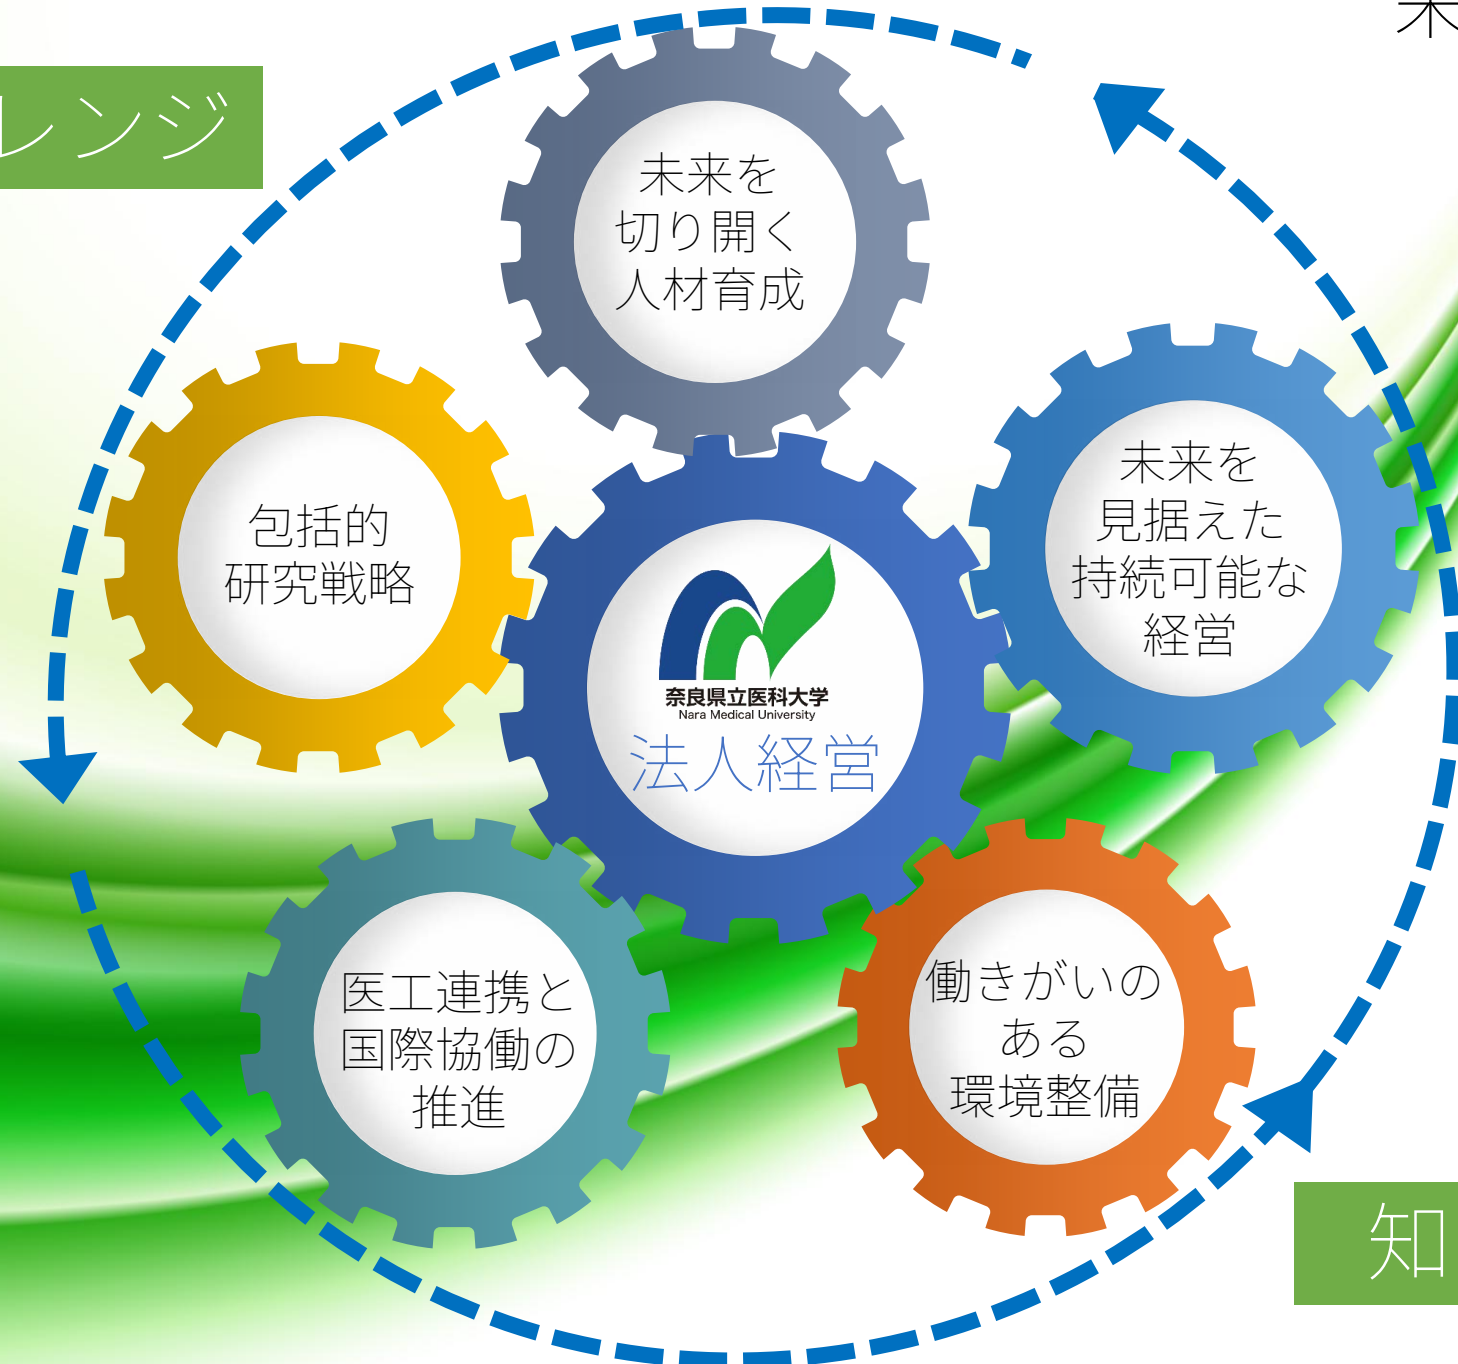 レンジ
未来を
切り開く
人材育成
包括的
研究戦略
未来を
見据えた
持続可能な
経営
奈良県立医科大学
Nara Medical University
法人経営
医工連携と
国際協働の
推進
働きがいの
ある
環境整備
知